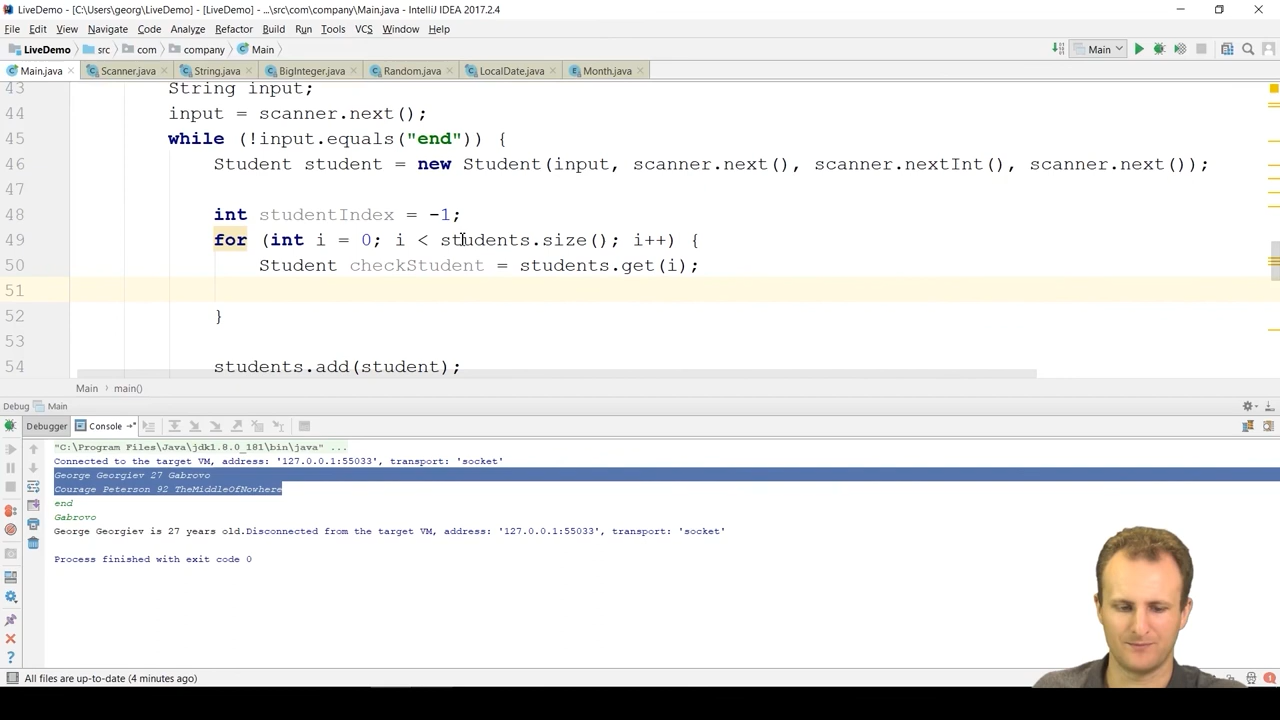 LiveDemo - [C:\Users\georg\LiveDemo] - [LiveDemo] - ...\src\com\company\Main.java - IntelliJ IDEA 2017.2.4
File Edit View Navigate Code Analyze Refactor Build Run Tools VCS Window Help
LiveDemo src com company Main Main
Main.java Scanner.java String.java BigInteger.java Random.java LocalDate.java Month.java
43 String input;
44 input = scanner.next();
45 while (!input.equals("end")) {
46 Student student = new Student(input, scanner.next(), scanner.nextInt(), scanner.next());
47
48 int studentIndex = -1;
49 for (int i = 0; i < students.size(); i++) {
50 Student checkStudent = students.get(i);
51
52 }
53
54 students.add(student);
Main main()
Debug Main
Debugger Console
"C:\Program Files\Java\jdk1.8.0_181\bin\java" ...
Connected to the target VM, address: '127.0.0.1:55033', transport: 'socket'
George Georgiev 27 Gabrovo
Courage Peterson 92 TheMiddleOfNowhere
end
Gabrovo
George Georgiev is 27 years old.Disconnected from the target VM, address: '127.0.0.1:55033', transport: 'socket'
Process finished with exit code 0
All files are up-to-date (4 minutes ago)